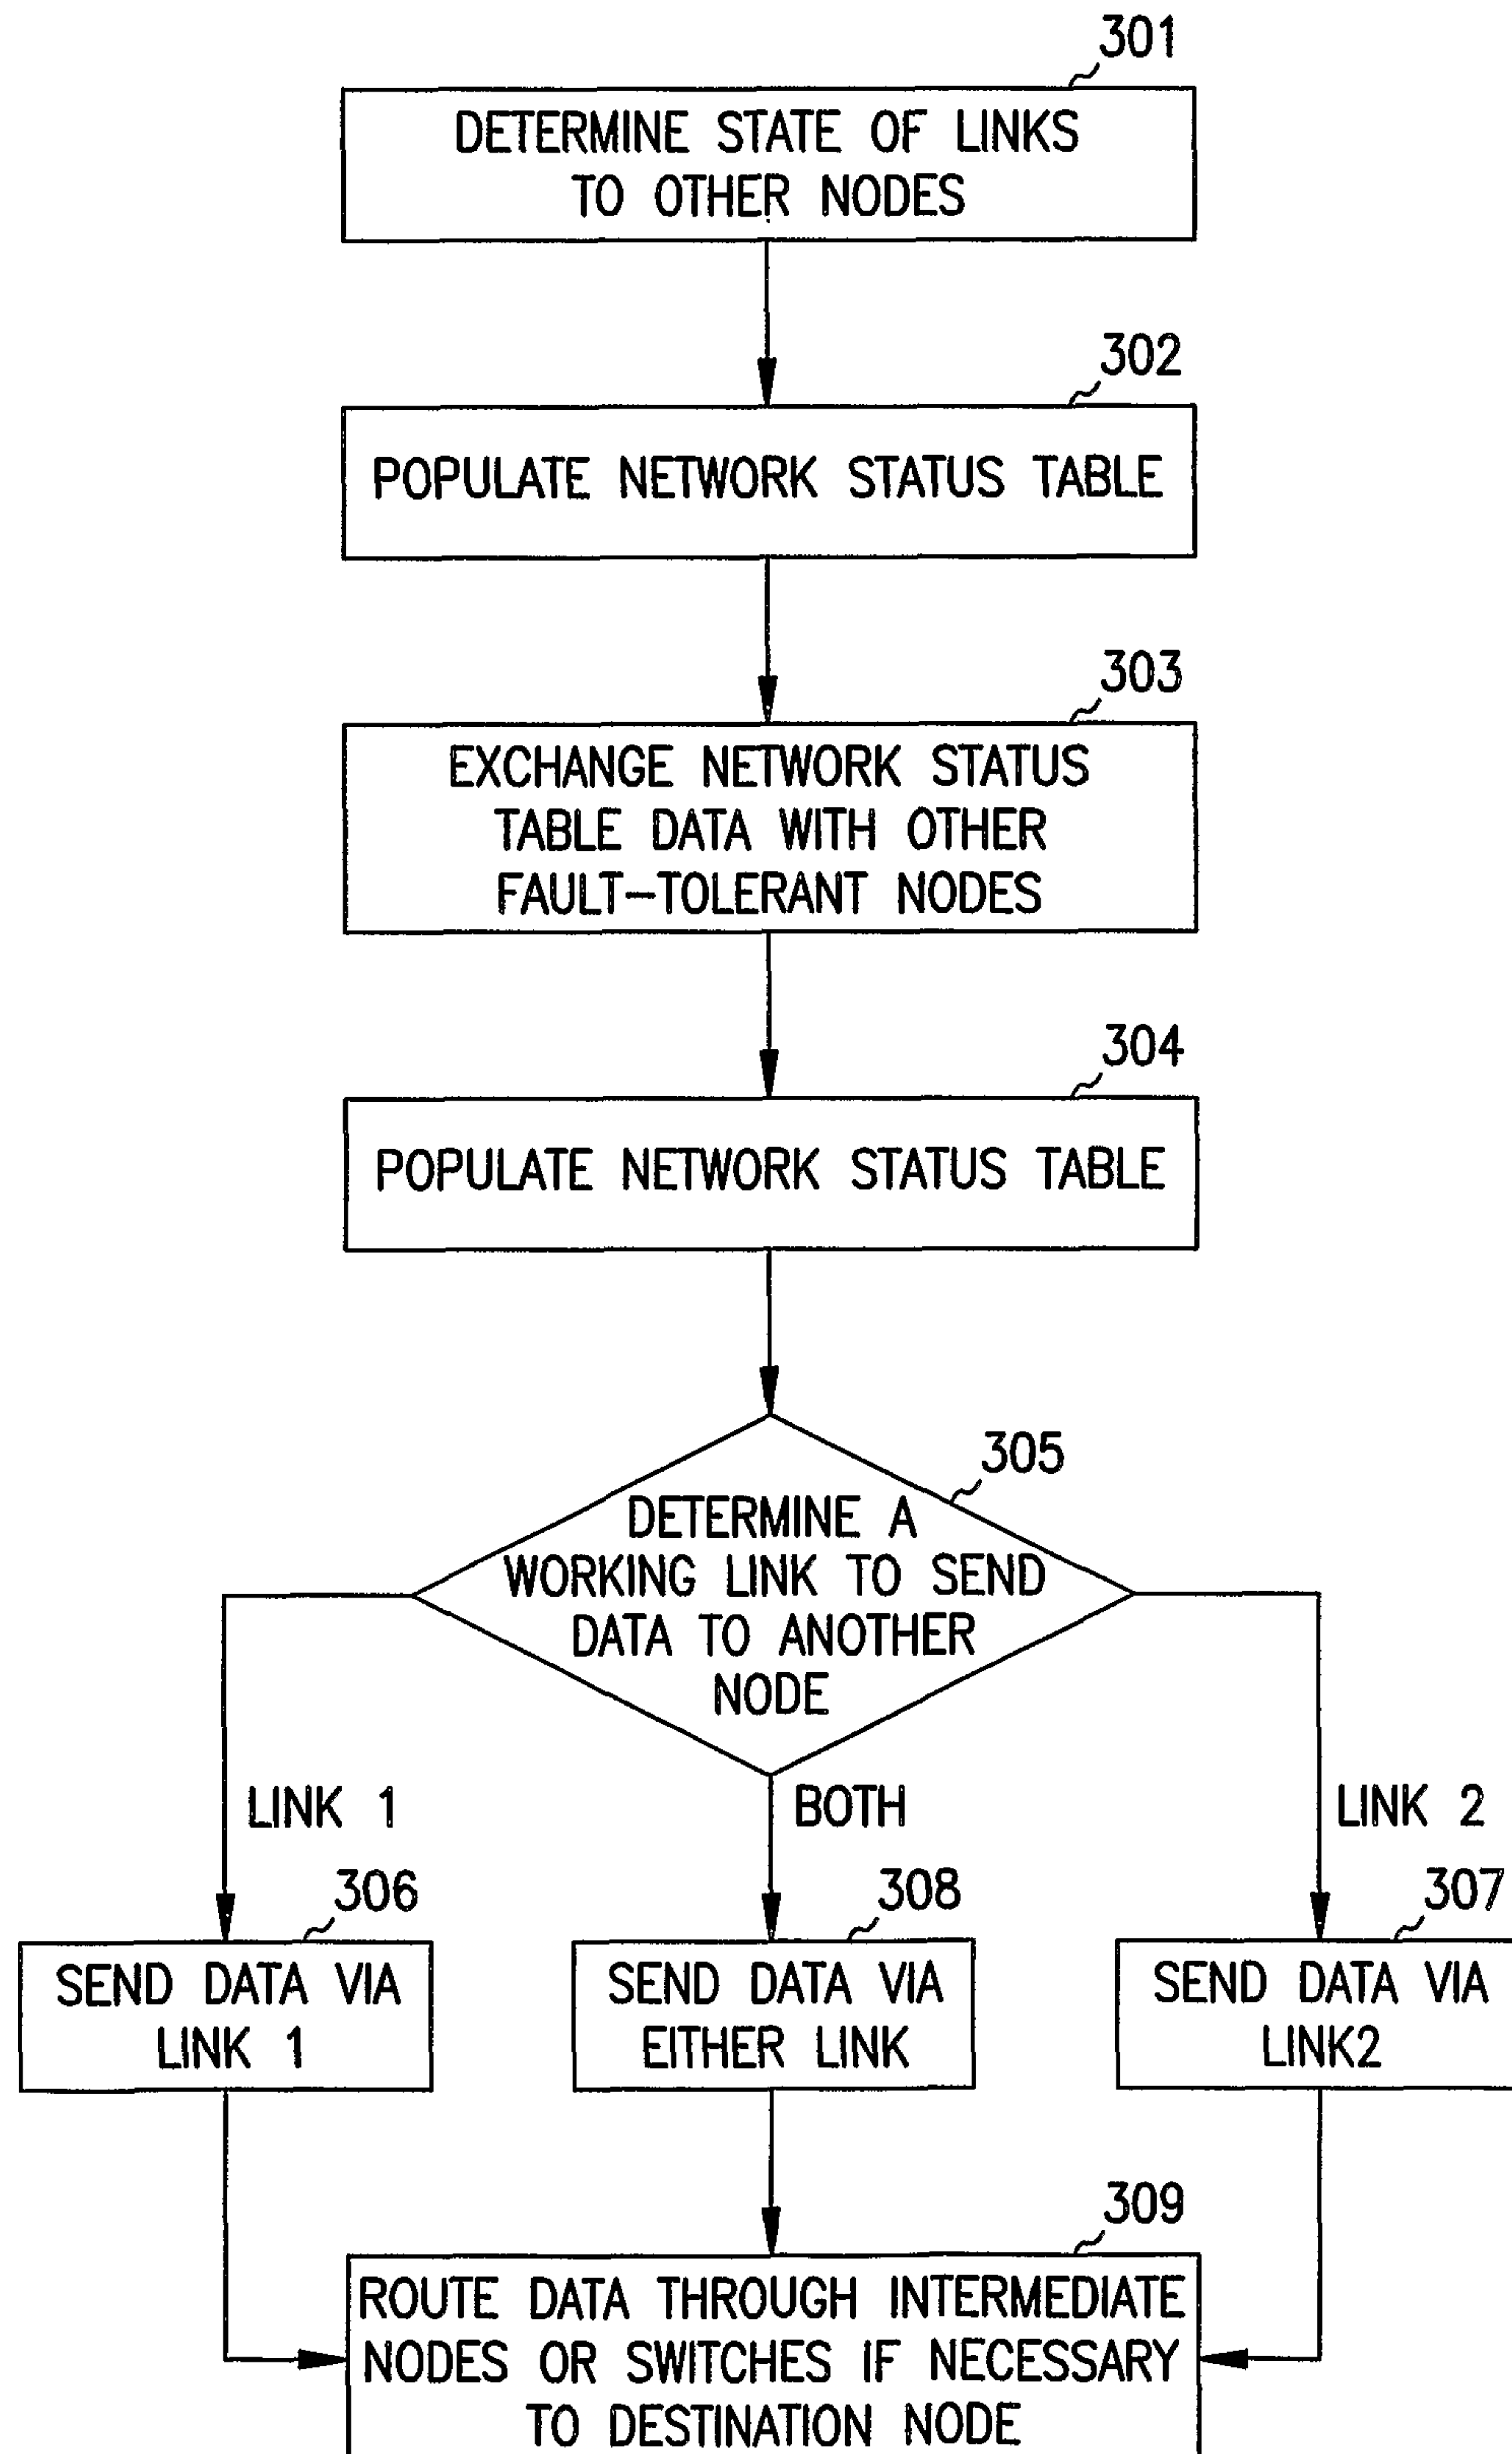 301
DETERMINE STATE OF LINKS
TO OTHER NODES
302
POPULATE NETWORK STATUS TABLE
303
EXCHANGE NETWORK STATUS
TABLE DATA WITH OTHER
FAULT-TOLERANT NODES
304
POPULATE NETWORK STATUS TABLE
305
DETERMINE A
WORKING LINK TO SEND
DATA TO ANOTHER
NODE
LINK 1
BOTH
LINK 2
306
SEND DATA VIA
LINK 1
308
SEND DATA VIA
EITHER LINK
307
SEND DATA VIA
LINK2
309
ROUTE DATA THROUGH INTERMEDIATE
NODES OR SWITCHES IF NECESSARY
TO DESTINATION NODE